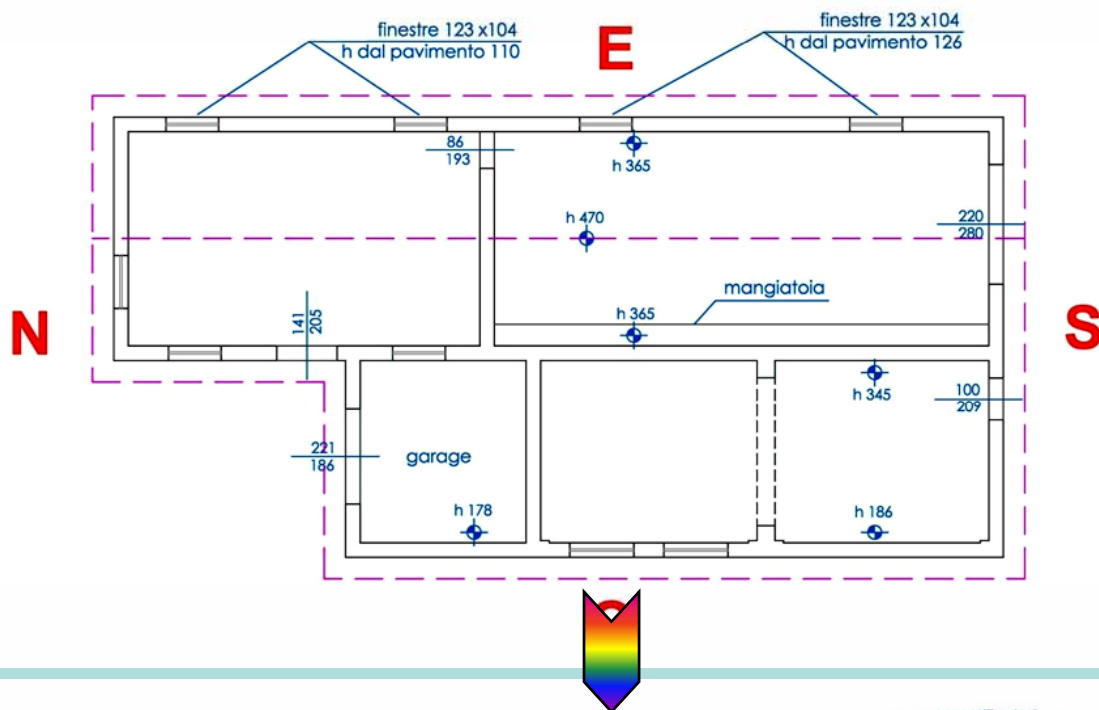 finestre 123 x104
h dal pavimento 110
E
finestre 123 x104
h dal pavimento 126
86
193
h 365
h 470
220
280
mangiatoia
N
141
205
h 365
S
h 345
100
209
221
186
garage
h 178
h 186